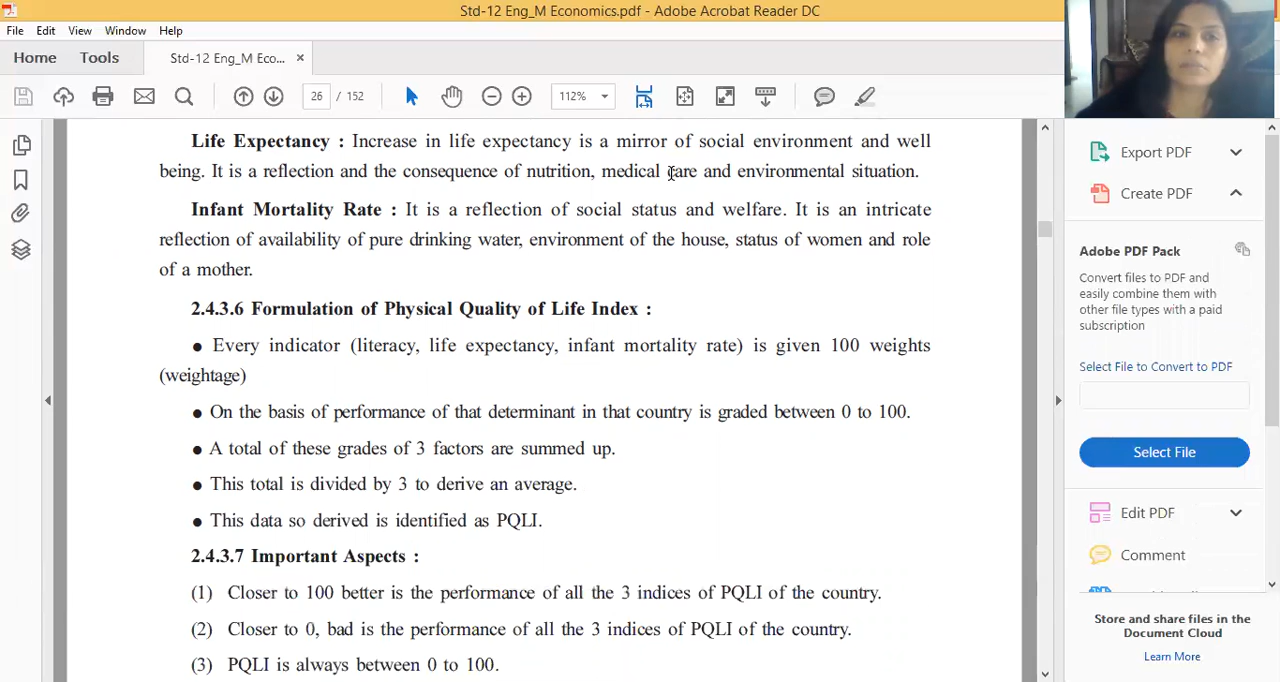 Std-12 Eng_M Economics.pdf - Adobe Acrobat Reader DC
File Edit View Window Help
Home Tools Std-12 Eng_M Eco... ×
26 / 152 112%
Life Expectancy : Increase in life expectancy is a mirror of social environment and well
being. It is a reflection and the consequence of nutrition, medical care and environmental situation.
Infant Mortality Rate : It is a reflection of social status and welfare. It is an intricate
reflection of availability of pure drinking water, environment of the house, status of women and role
of a mother.
2.4.3.6 Formulation of Physical Quality of Life Index :
● Every indicator (literacy, life expectancy, infant mortality rate) is given 100 weights
(weightage)
● On the basis of performance of that determinant in that country is graded between 0 to 100.
● A total of these grades of 3 factors are summed up.
● This total is divided by 3 to derive an average.
● This data so derived is identified as PQLI.
2.4.3.7 Important Aspects :
(1) Closer to 100 better is the performance of all the 3 indices of PQLI of the country.
(2) Closer to 0, bad is the performance of all the 3 indices of PQLI of the country.
(3) PQLI is always between 0 to 100.
Export PDF
Create PDF
Adobe PDF Pack
Convert files to PDF and
easily combine them with
other file types with a paid
subscription
Select File to Convert to PDF
Select File
Edit PDF
Comment
Store and share files in the
Document Cloud
Learn More